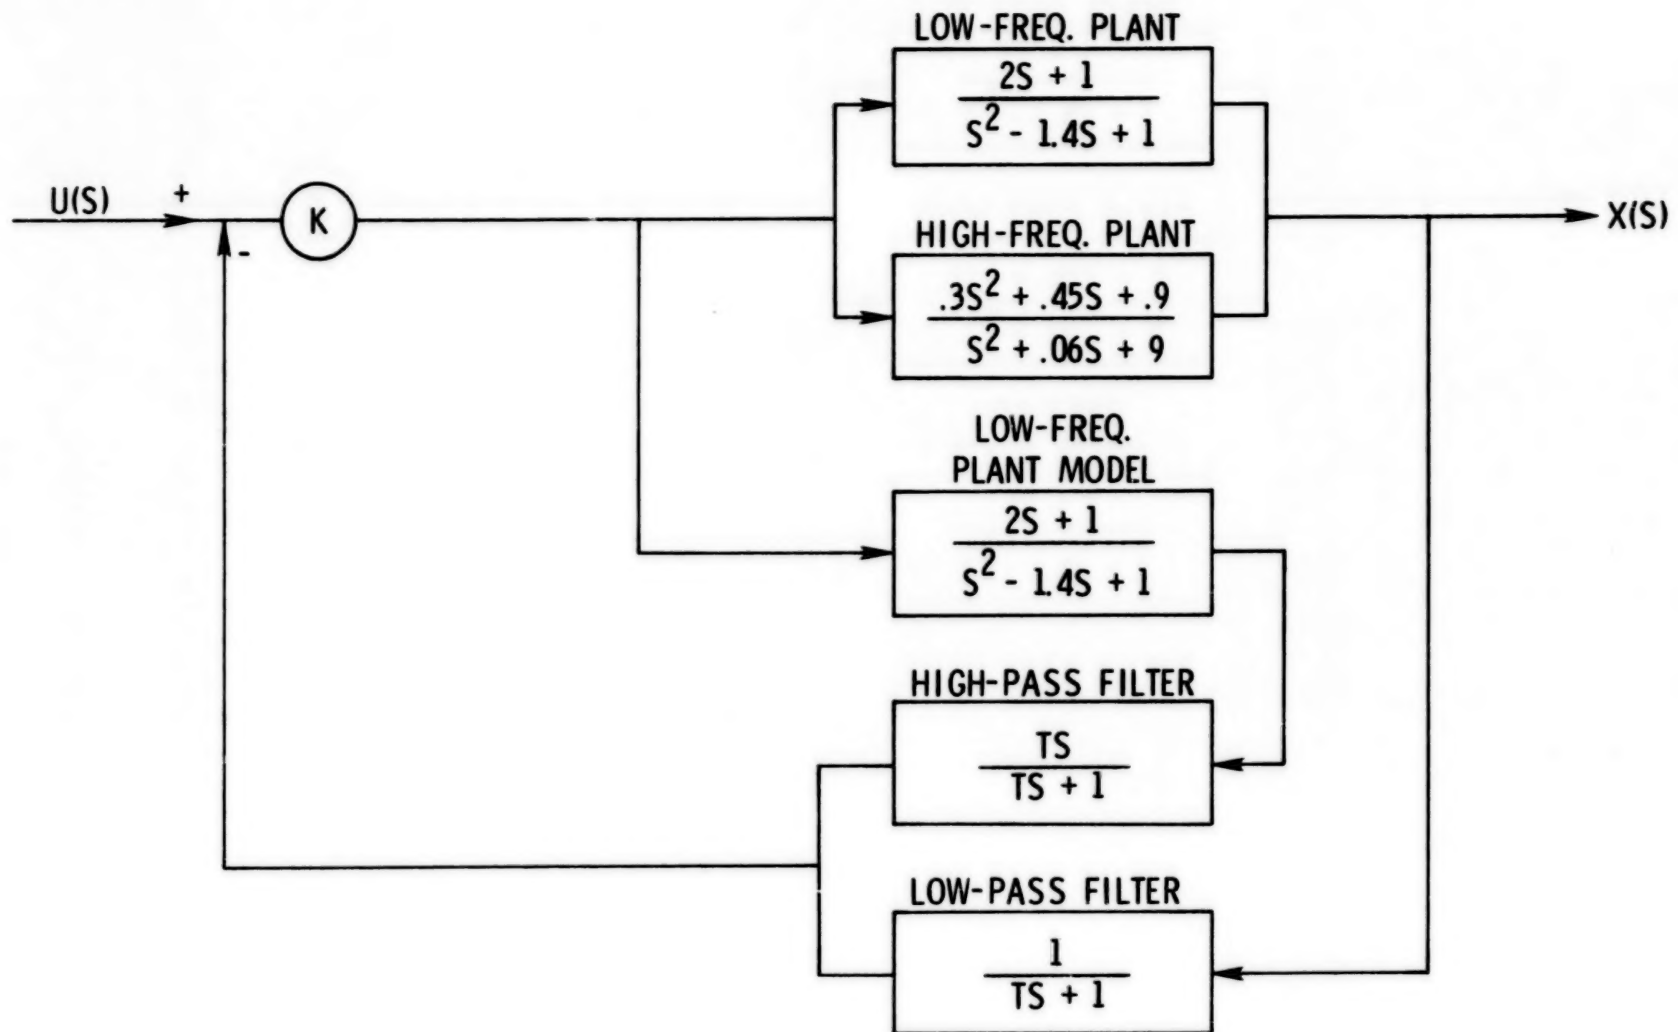 LOW-FREQ. PLANT
2S + 1
S² - 1.4S + 1
U(S)
+
-
K
X(S)
HIGH-FREQ. PLANT
.3S² + .45S + .9
S² + .06S + 9
LOW-FREQ.
PLANT MODEL
2S + 1
S² - 1.4S + 1
HIGH-PASS FILTER
TS
TS + 1
LOW-PASS FILTER
1
TS + 1